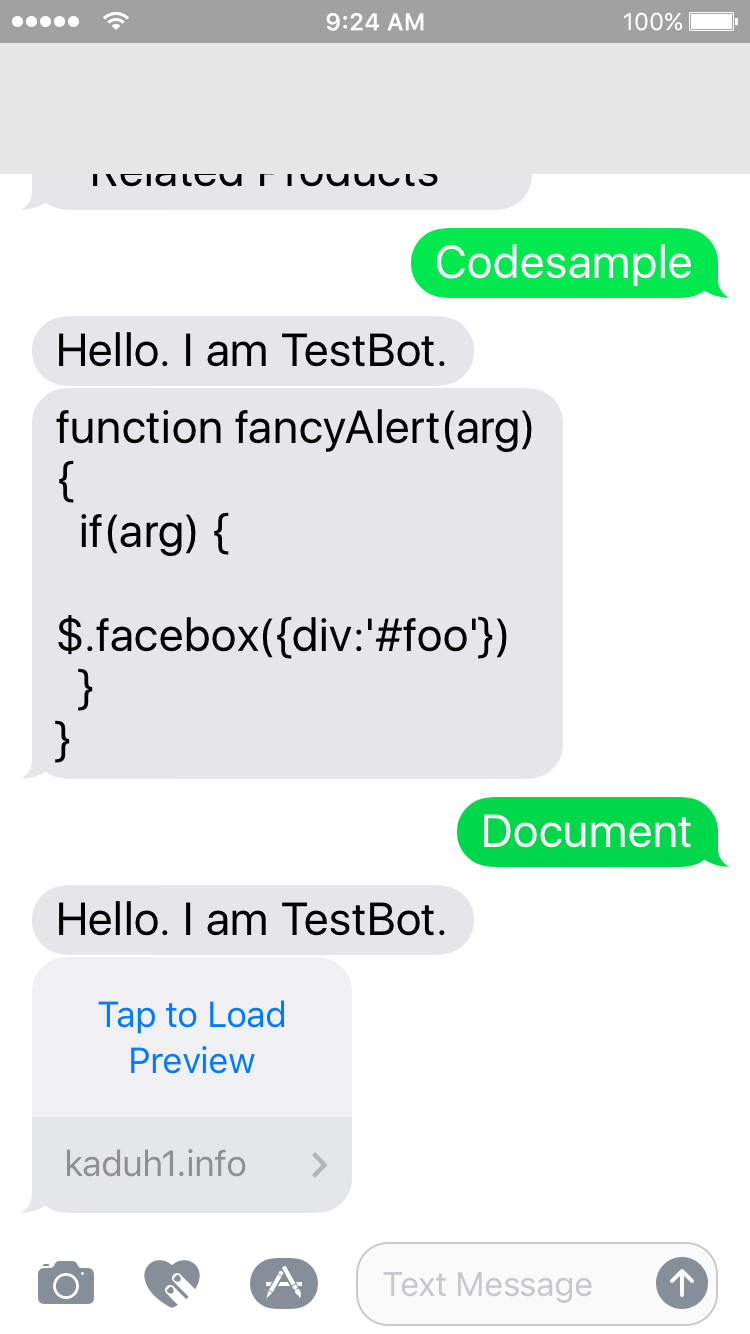 9:24 AM 100%
Related Products
Codesample
Hello. I am TestBot.
function fancyAlert(arg)
{
  if(arg) {
$.facebox({div:'#foo'})
  }
}
Document
Hello. I am TestBot.
Tap to Load
Preview
kaduh1.info
Text Message